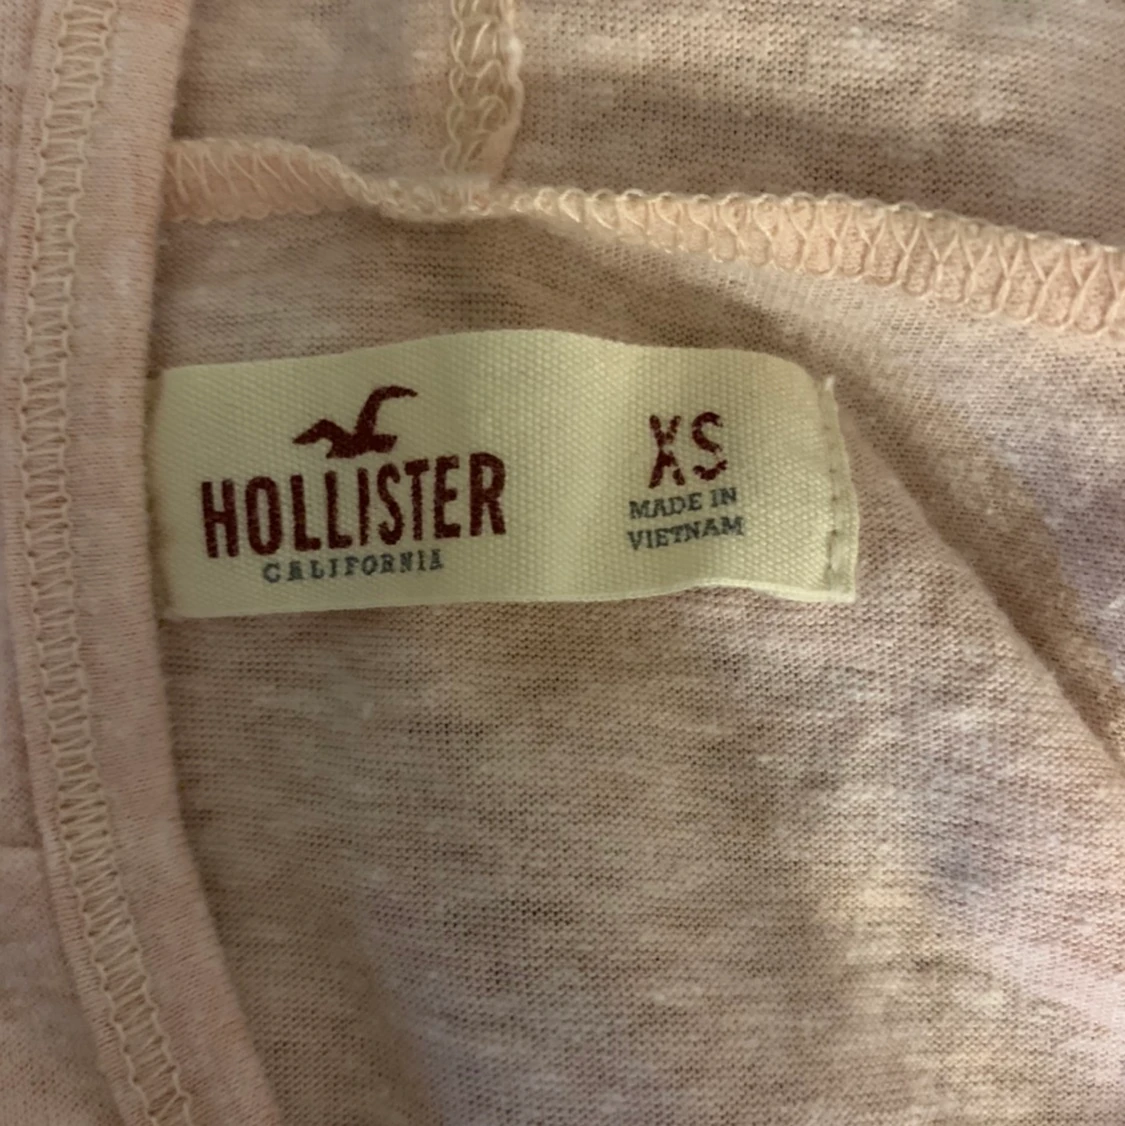 HOLLISTER
CALIFORNIA
XS
MADE IN
VIETNAM